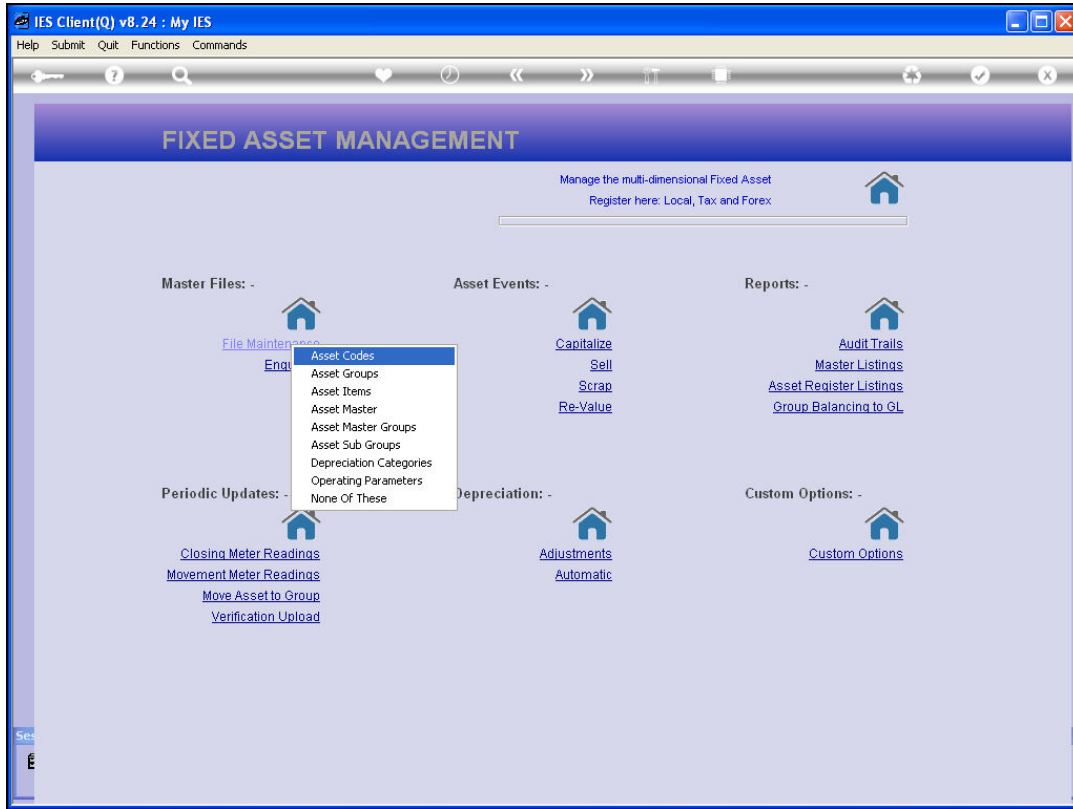 IES Client(Q) v8.24 : My IES
Help Submit Quit Functions Commands
FIXED ASSET MANAGEMENT
Manage the multi-dimensional Fixed Asset
Register here: Local, Tax and Forex
Master Files: -
File Maintenance
Asset Codes
Asset Groups
Asset Items
Asset Master
Asset Master Groups
Asset Sub Groups
Depreciation Categories
Operating Parameters
None Of These
Asset Events: -
Capitalize
Sell
Scrap
Re-Value
Reports: -
Audit Trails
Master Listings
Asset Register Listings
Group Balancing to GL
Periodic Updates: -
Closing Meter Readings
Movement Meter Readings
Move Asset to Group
Verification Upload
Depreciation: -
Adjustments
Automatic
Custom Options: -
Custom Options